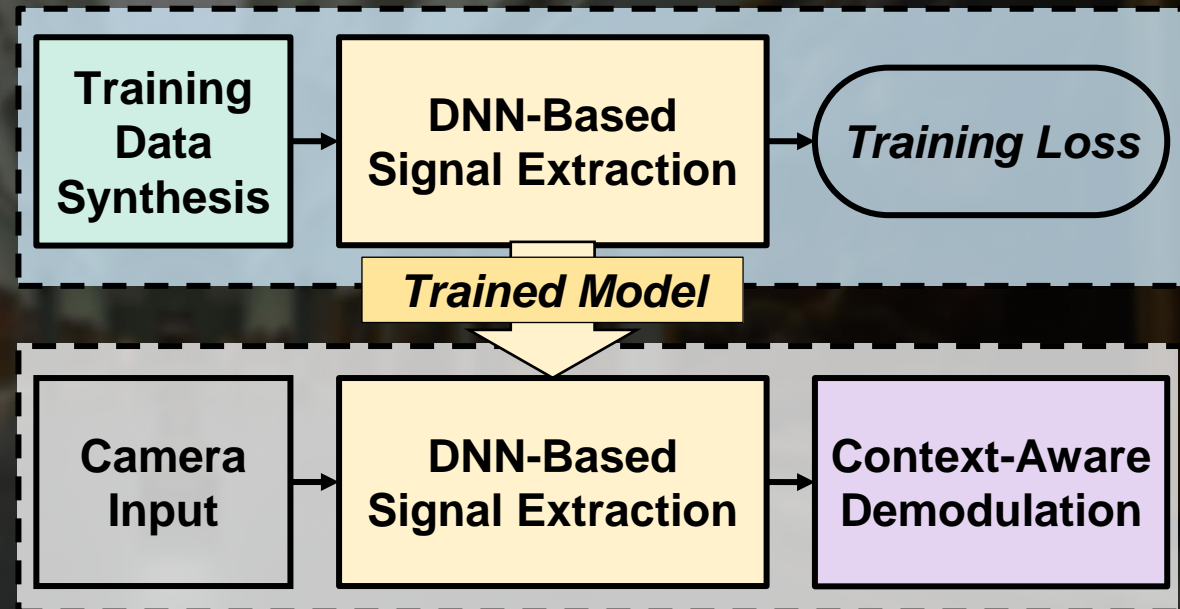 Training
Data
Synthesis
DNN-Based
Signal Extraction
Training Loss
Trained Model
Camera
Input
DNN-Based
Signal Extraction
Context-Aware
Demodulation